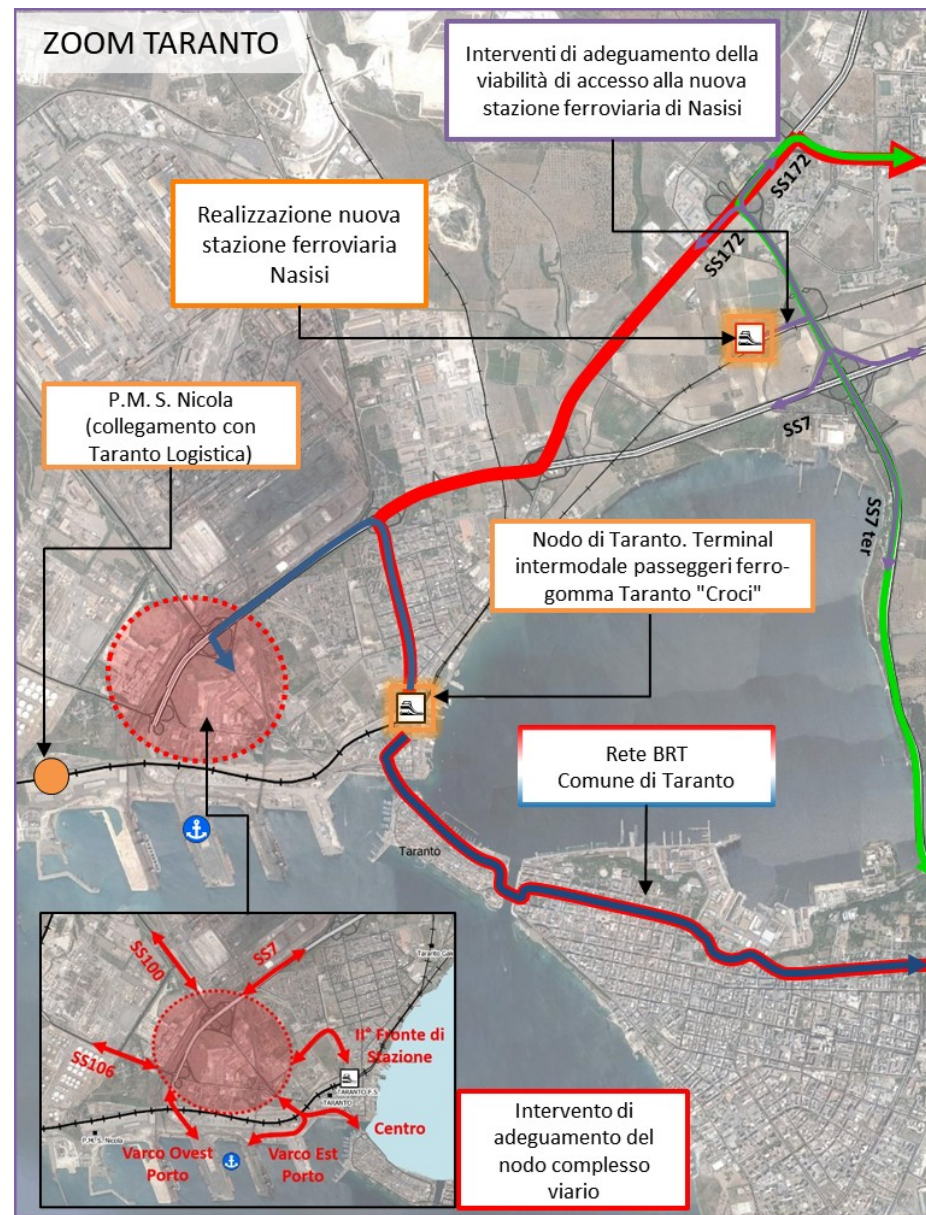 ZOOM TARANTO
Interventi di adeguamento della
viabilità di accesso alla nuova
stazione ferroviaria di Nasisi
SS172
Realizzazione nuova
stazione ferroviaria
Nasisi
SS172
P.M. S. Nicola
(collegamento con
Taranto Logistica)
SS7
Nodo di Taranto. Terminal
intermodale passeggeri ferro-
gomma Taranto "Croci"
SS7 ter
Rete BRT
Comune di Taranto
Taranto
SS100
SS7
SS106
II° Fronte di
Stazione
TARANTO P.S.
TARANTO
P.M. S. Nicola
Varco Ovest
Porto
Varco Est
Porto
Centro
Intervento di
adeguamento del
nodo complesso
viario